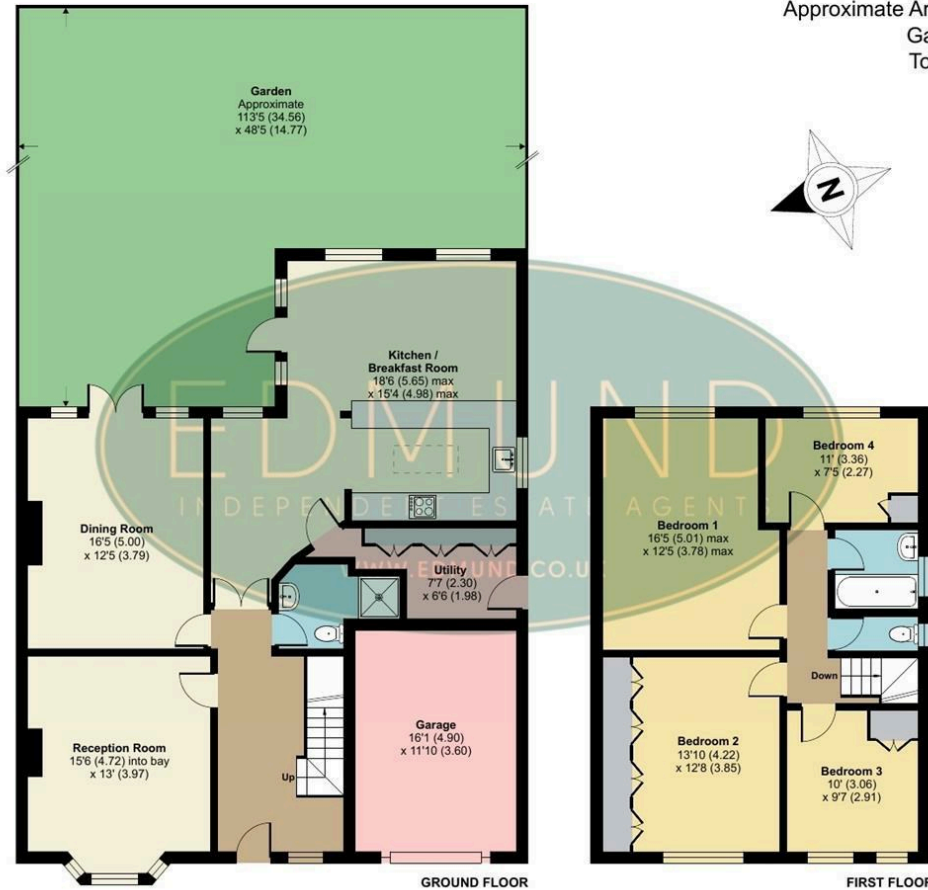 Approximate Ar
Ga
To
Garden
Approximate
113'5 (34.56)
x 48'5 (14.77)
N
Kitchen /
Breakfast Room
18'6 (5.65) max
x 15'4 (4.98) max
EDMUND
INDEPENDENT ESTATE AGENTS
WWW.EDMUND.CO.UK
Dining Room
16'5 (5.00)
x 12'5 (3.79)
Utility
7'7 (2.30)
x 6'6 (1.98)
Reception Room
15'6 (4.72) into bay
x 13' (3.97)
Up
Garage
16'1 (4.90)
x 11'10 (3.60)
GROUND FLOOR
Bedroom 4
11' (3.36)
x 7'5 (2.27)
Bedroom 1
16'5 (5.01) max
x 12'5 (3.78) max
Down
Bedroom 2
13'10 (4.22)
x 12'8 (3.85)
Bedroom 3
10' (3.06)
x 9'7 (2.91)
FIRST FLOOR